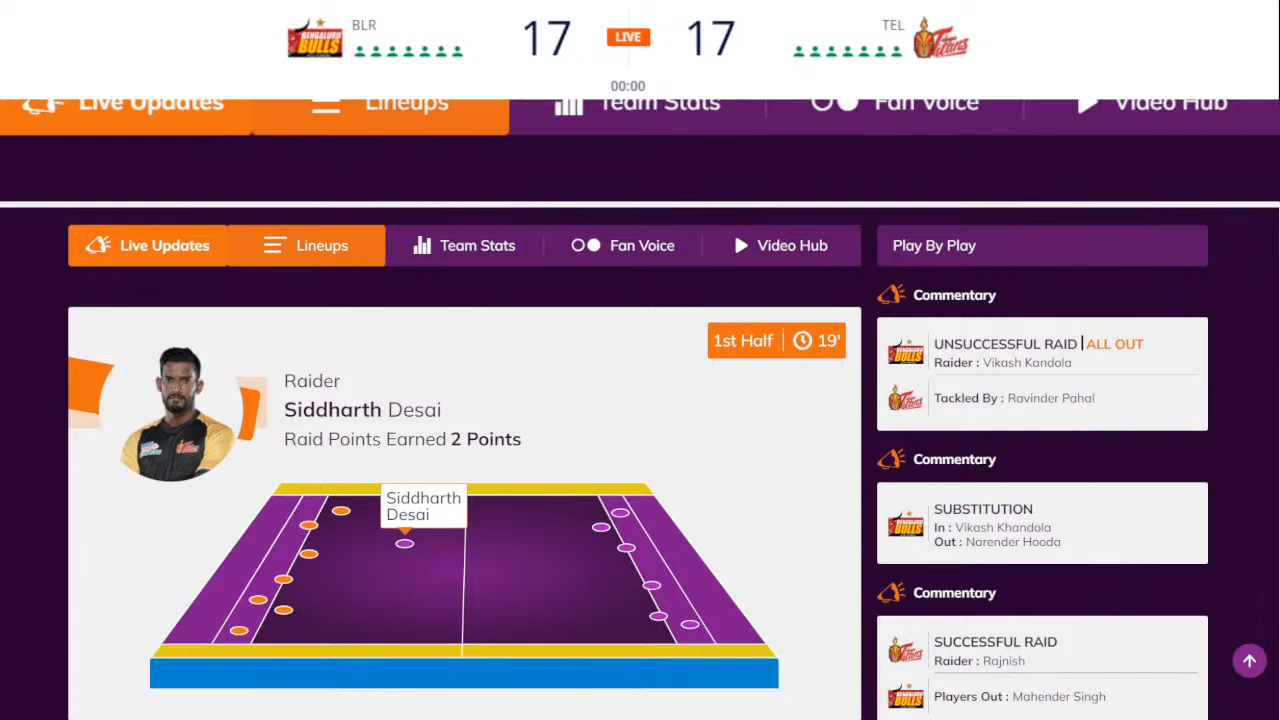 BLR
17
LIVE
17
TEL
BENGALURU
BULLS
Titans
00:00
Live Updates
Lineups
Team Stats
Fan Voice
Video Hub
Live Updates
Lineups
Team Stats
Fan Voice
Video Hub
Play By Play
1st Half
19'
Raider
Siddharth Desai
Raid Points Earned 2 Points
Siddharth
Desai
Commentary
UNSUCCESSFUL RAID | ALL OUT
Raider : Vikash Kandola
Tackled By : Ravinder Pahal
Commentary
SUBSTITUTION
In : Vikash Khandola
Out : Narender Hooda
Commentary
SUCCESSFUL RAID
Raider : Rajnish
Players Out : Mahender Singh